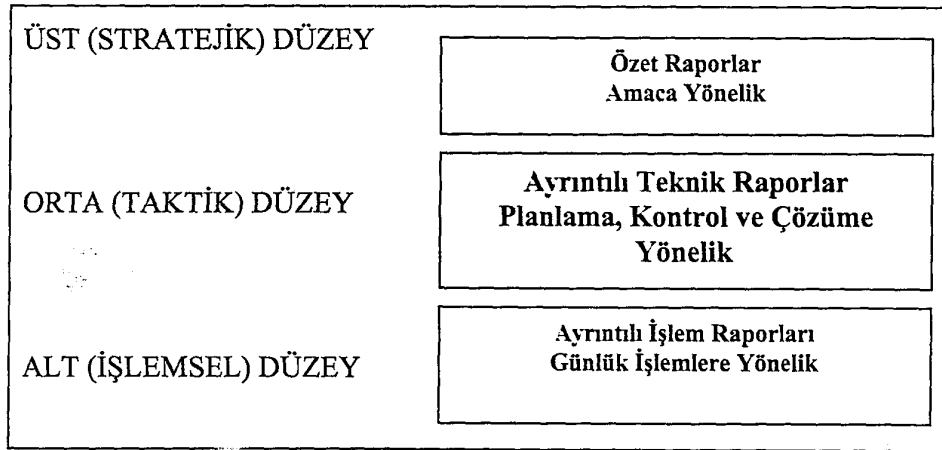 ÜST (STRATEJİK) DÜZEY
Özet Raporlar
Amaca Yönelik
ORTA (TAKTİK) DÜZEY
Ayrıntılı Teknik Raporlar
Planlama, Kontrol ve Çözüme
Yönelik
ALT (İŞLEMSEL) DÜZEY
Ayrıntılı İşlem Raporları
Günlük İşlemlere Yönelik